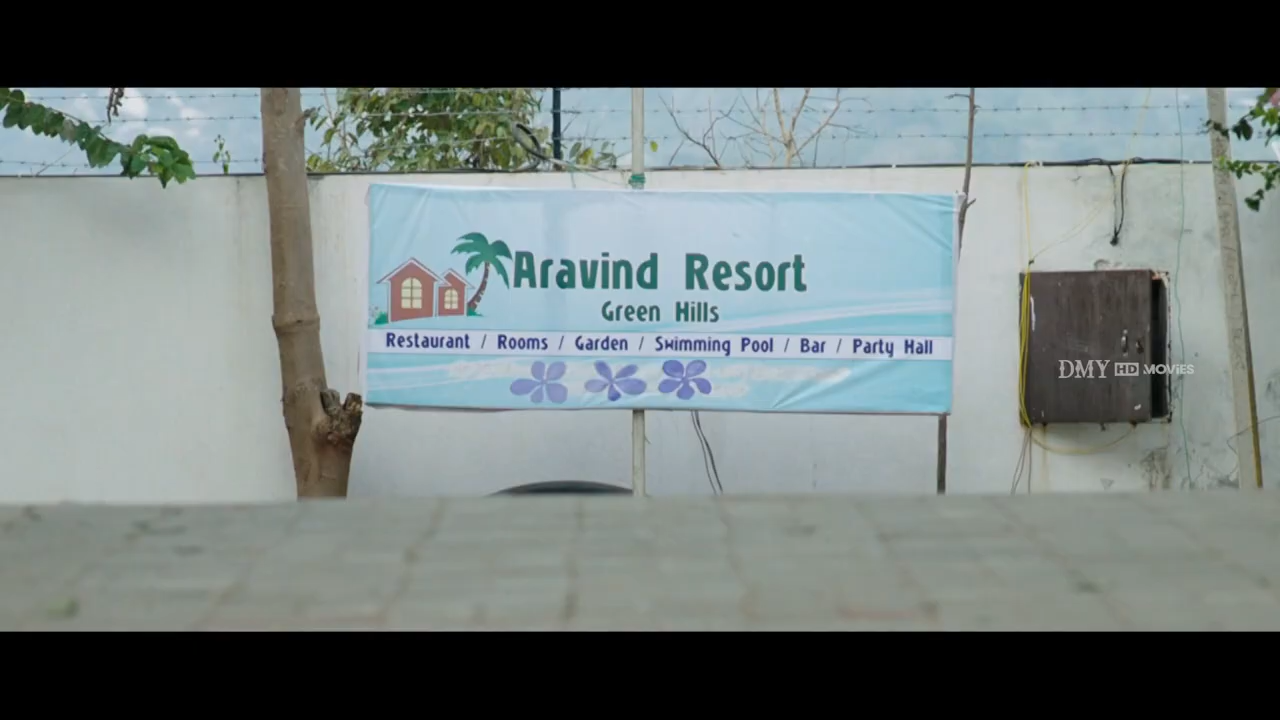 Aravind Resort
Green Hills
Restaurant / Rooms / Garden / Swimming Pool / Bar / Party Hall
DMY HD MOViES